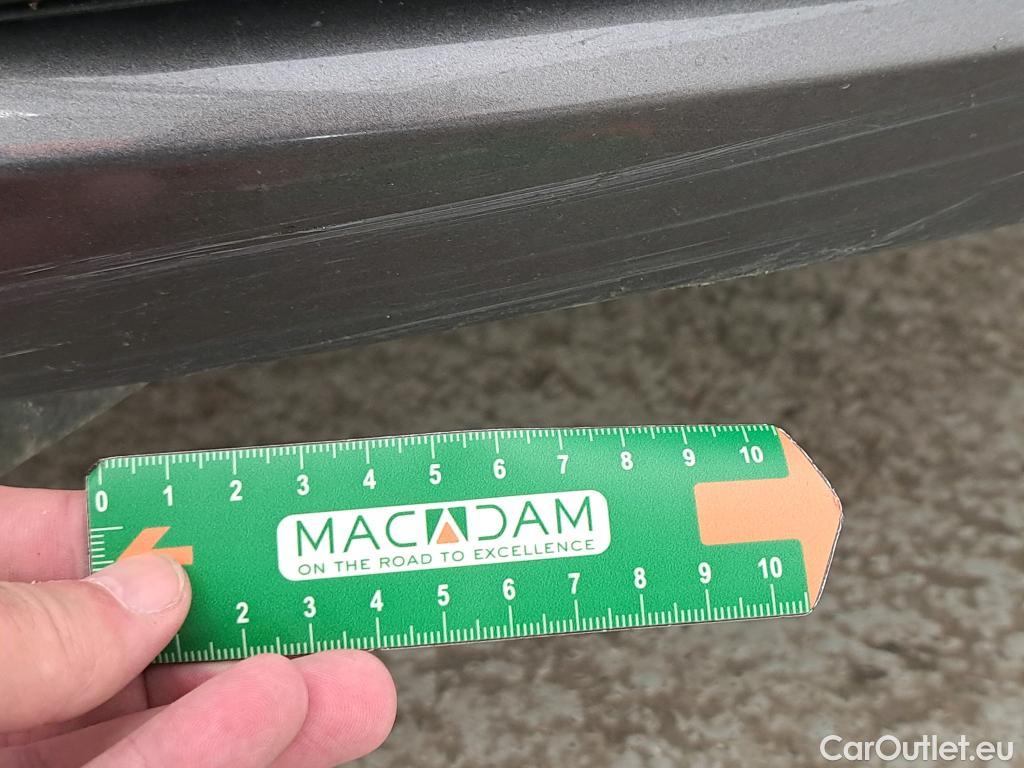 0 1 2 3 4 5 6 7 8 9 10
MACADAM
ON THE ROAD TO EXCELLENCE
2 3 4 5 6 7 8 9 10
CarOutlet.eu